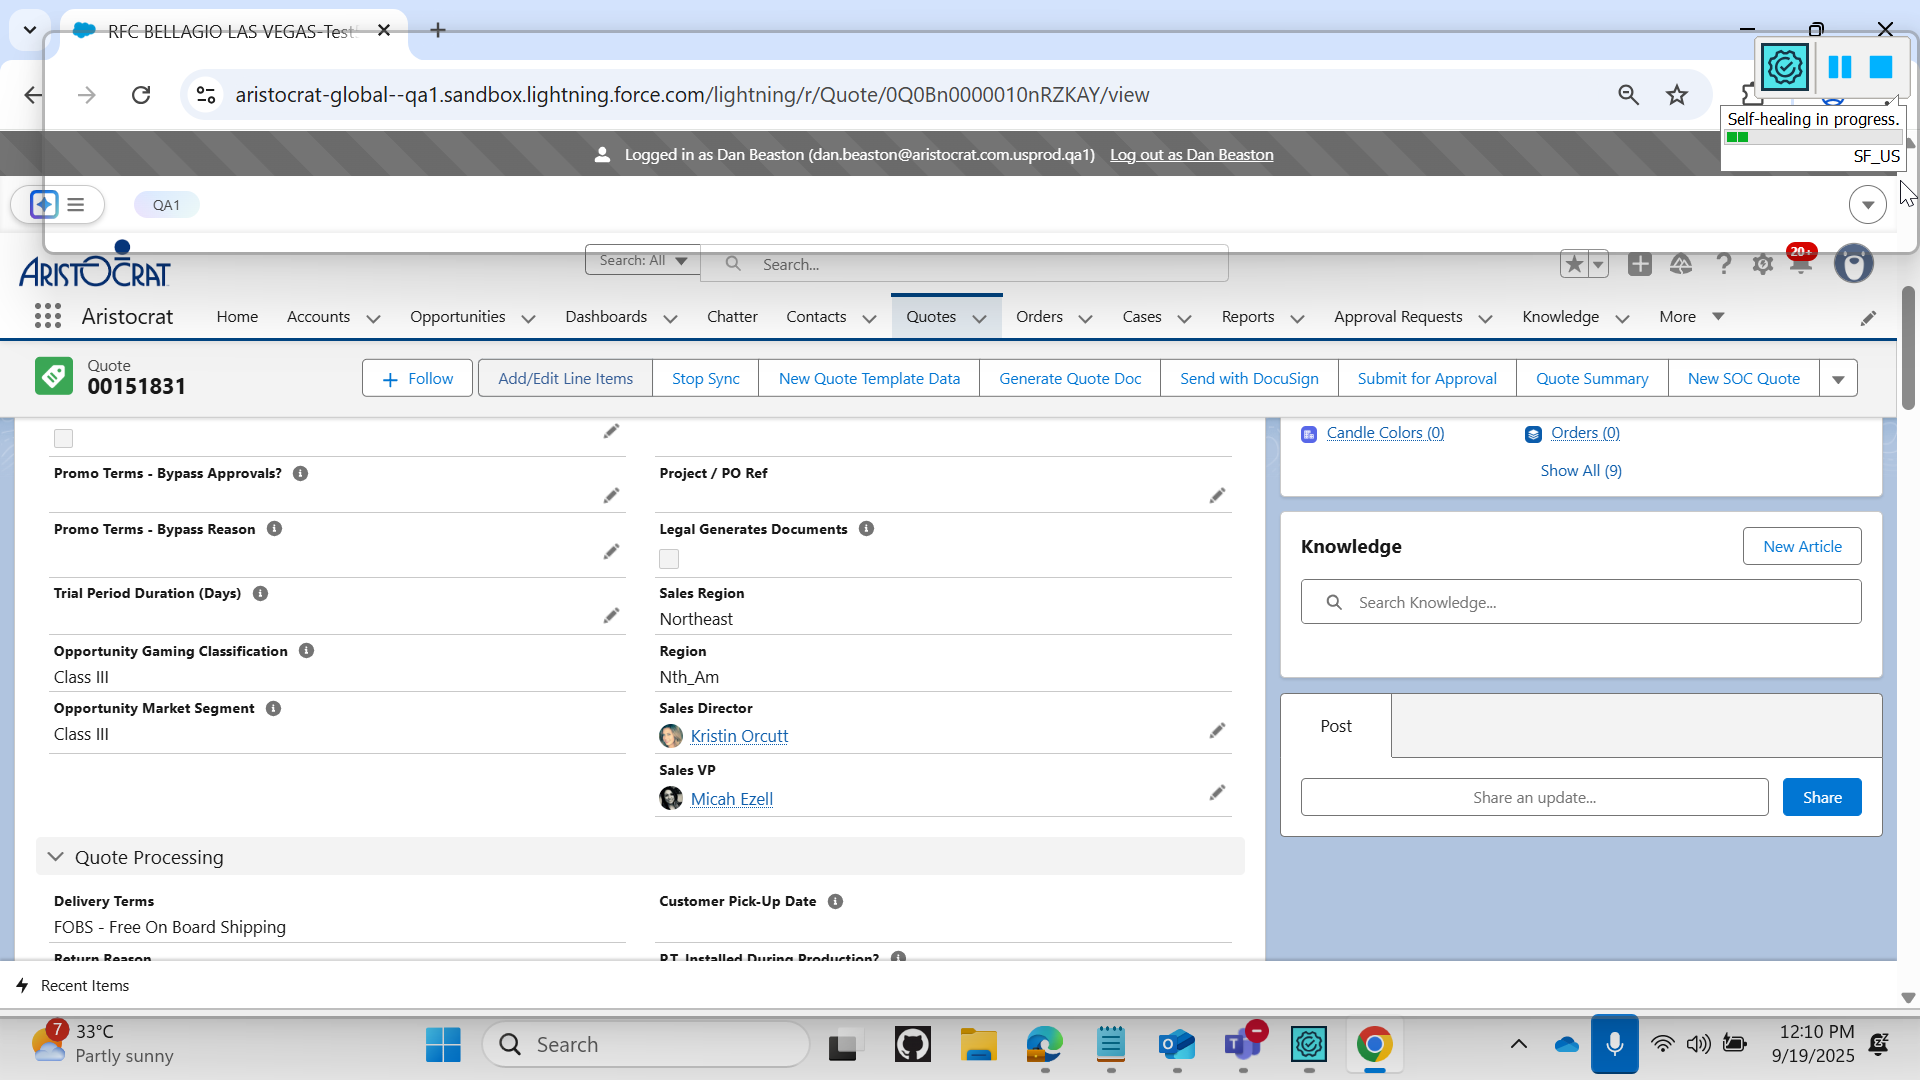 RFC BELLAGIO LAS VEGAS-Test
aristocrat-global--qa1.sandbox.lightning.force.com/lightning/r/Quote/0Q0Bn0000010nRZKAY/view
Self-healing in progress.
SF_US
Logged in as Dan Beaston (dan.beaston@aristocrat.com.usprod.qa1) Log out as Dan Beaston
QA1
ARISTOCRAT
Search: All
Search...
20+
Aristocrat
Home
Accounts
Opportunities
Dashboards
Chatter
Contacts
Quotes
Orders
Cases
Reports
Approval Requests
Knowledge
More
Quote
00151831
Follow
Add/Edit Line Items
Stop Sync
New Quote Template Data
Generate Quote Doc
Send with DocuSign
Submit for Approval
Quote Summary
New SOC Quote
Promo Terms - Bypass Approvals?
Promo Terms - Bypass Reason
Trial Period Duration (Days)
Opportunity Gaming Classification
Class III
Opportunity Market Segment
Class III
Project / PO Ref
Legal Generates Documents
Sales Region
Northeast
Region
Nth_Am
Sales Director
Kristin Orcutt
Sales VP
Micah Ezell
Quote Processing
Delivery Terms
FOBS - Free On Board Shipping
Customer Pick-Up Date
Return Reason
P.T. Installed During Production?
Candle Colors (0)
Orders (0)
Show All (9)
Knowledge
New Article
Search Knowledge...
Post
Share an update...
Share
Recent Items
7
33°C
Partly sunny
Search
12:10 PM
9/19/2025